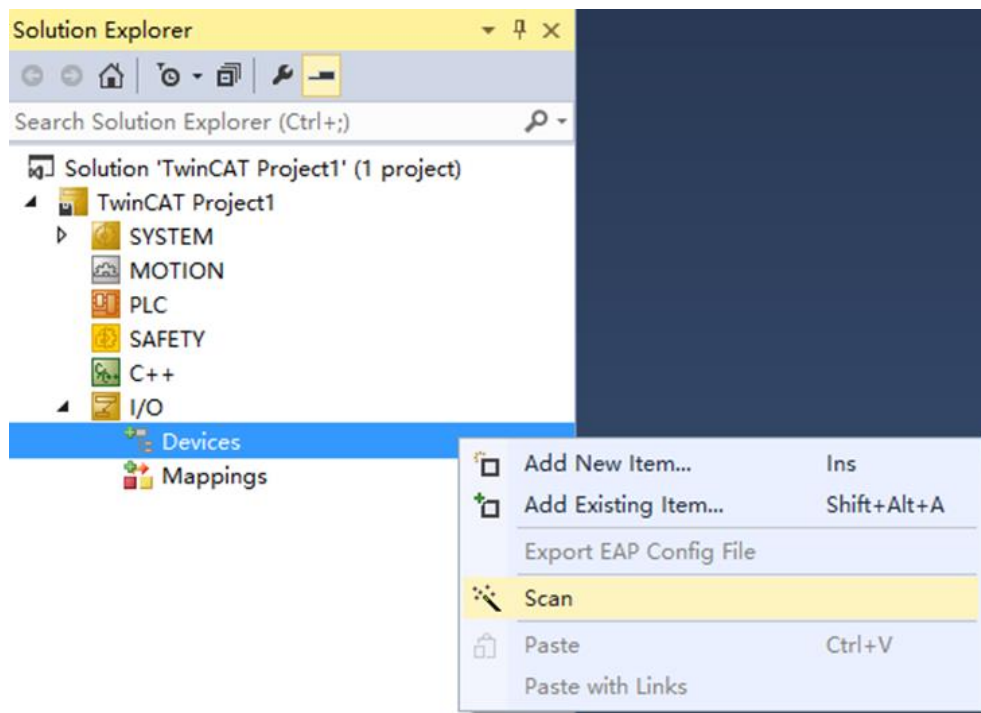 Solution Explorer
Search Solution Explorer (Ctrl+;)
Solution 'TwinCAT Project1' (1 project)
TwinCAT Project1
SYSTEM
MOTION
PLC
SAFETY
C++
I/O
Devices
Mappings
Add New Item... Ins
Add Existing Item... Shift+Alt+A
Export EAP Config File
Scan
Paste Ctrl+V
Paste with Links